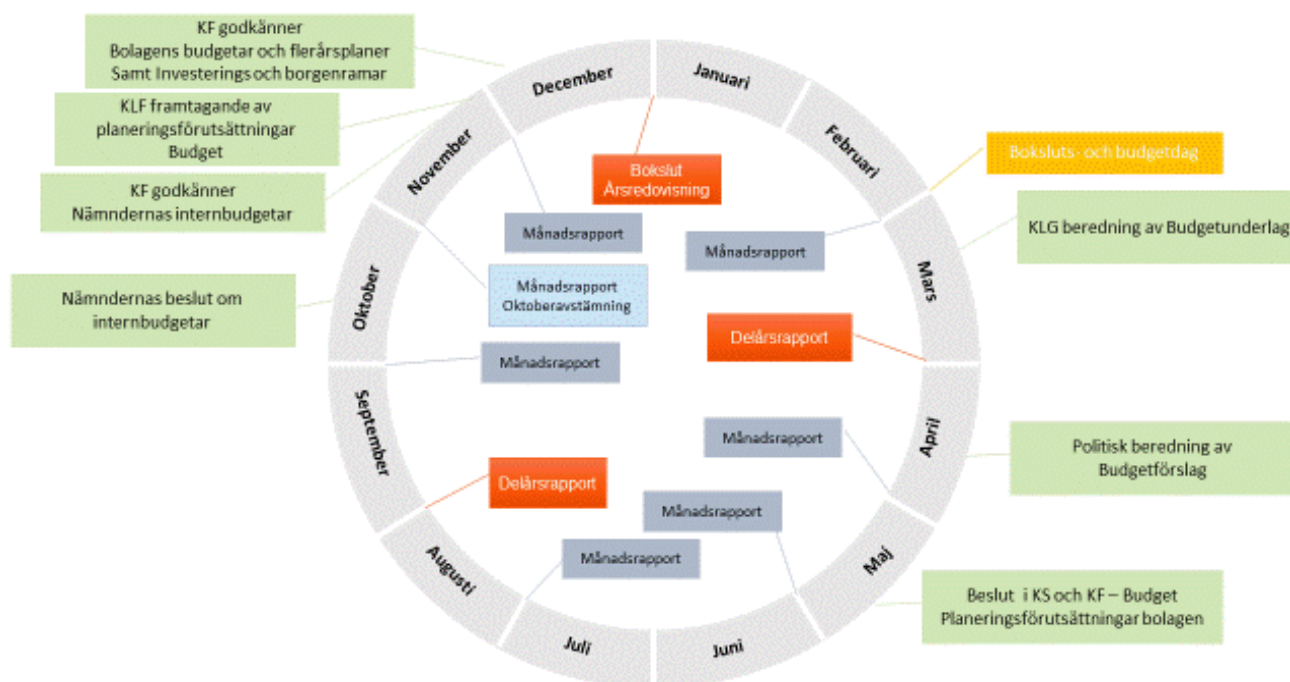 KF godkänner
Bolagens budgetar och flerårsplaner
Samt Investerings och borgenramar
KLF framtagande av
planeringsförutsättningar
Budget
KF godkänner
Nämndernas internbudgetar
Nämndernas beslut om
internbudgetar
December
Januari
Februari
Mars
April
Maj
Juni
Juli
Augusti
September
Oktober
November
Bokslut
Årsredovisning
Månadsrapport
Månadsrapport
Månadsrapport
Oktoberavstämning
Månadsrapport
Delårsrapport
Månadsrapport
Delårsrapport
Månadsrapport
Månadsrapport
Boksluts- och budgetdag
KLG beredning av Budgetunderlag
Politisk beredning av
Budgetförslag
Beslut i KS och KF – Budget
Planeringsförutsättningar bolagen